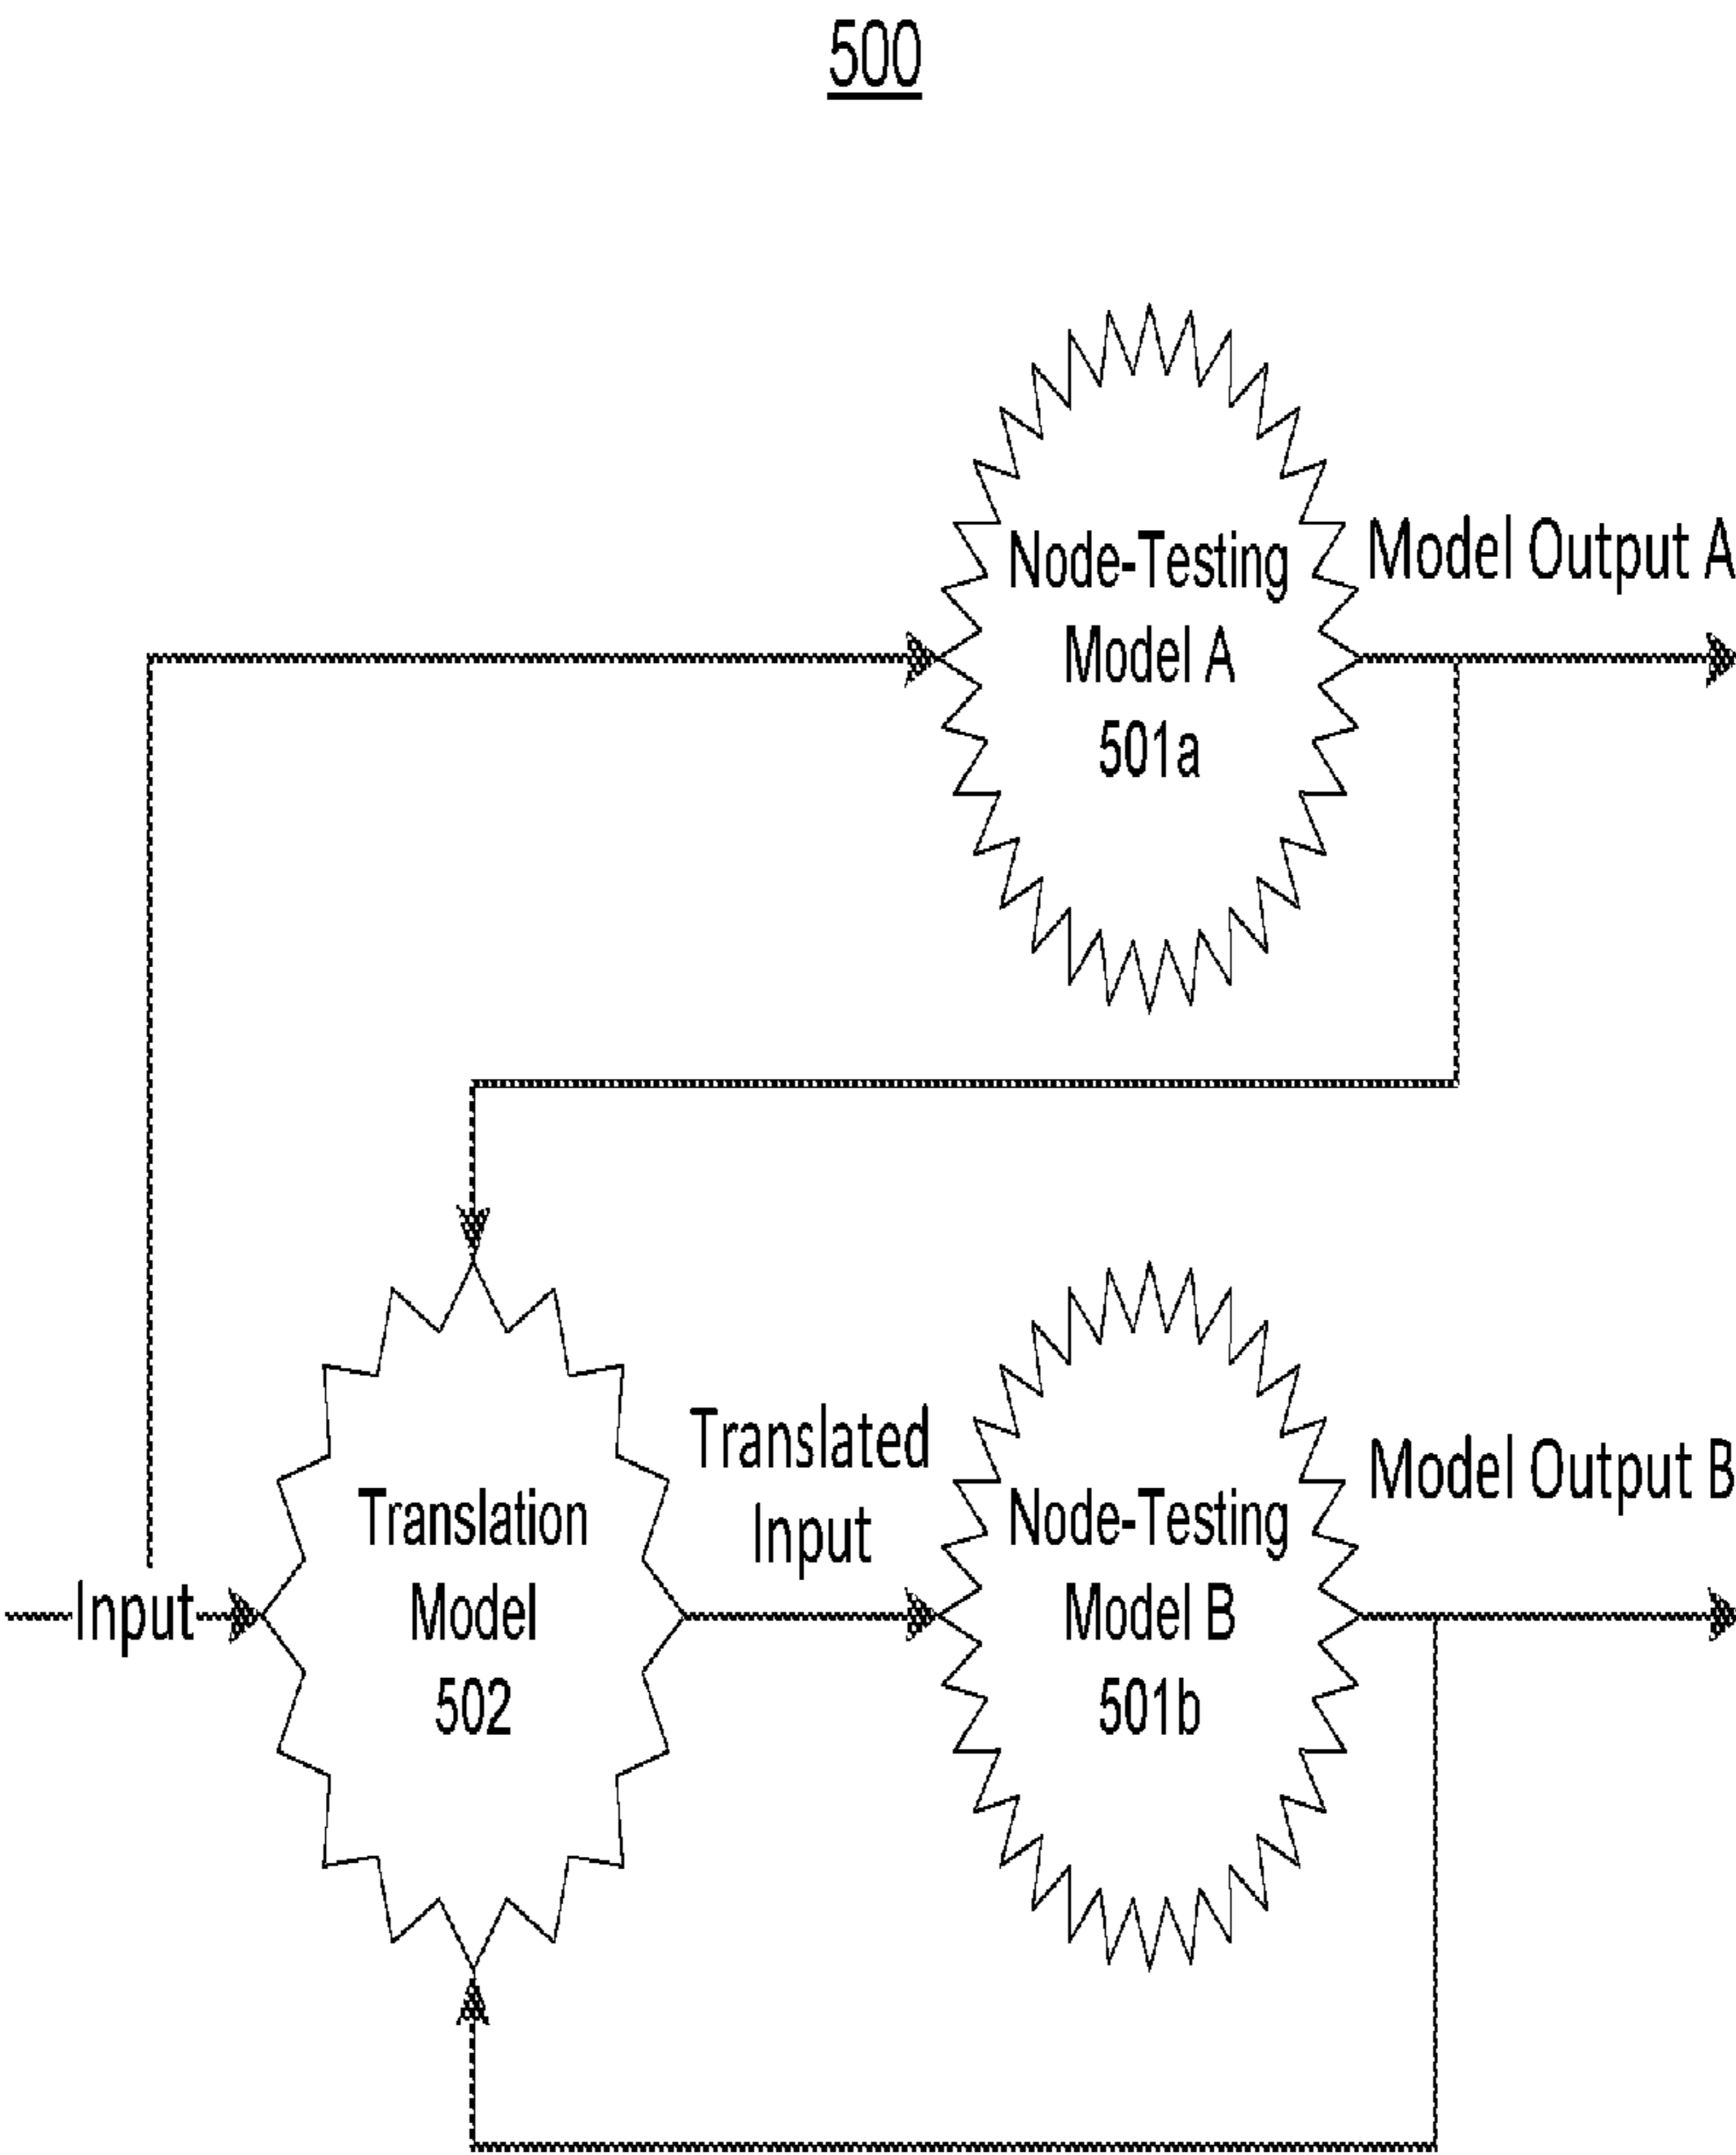 500
Node-Testing
Model A
501a
Model Output A
Input
Translation
Model
502
Translated
Input
Node-Testing
Model B
501b
Model Output B